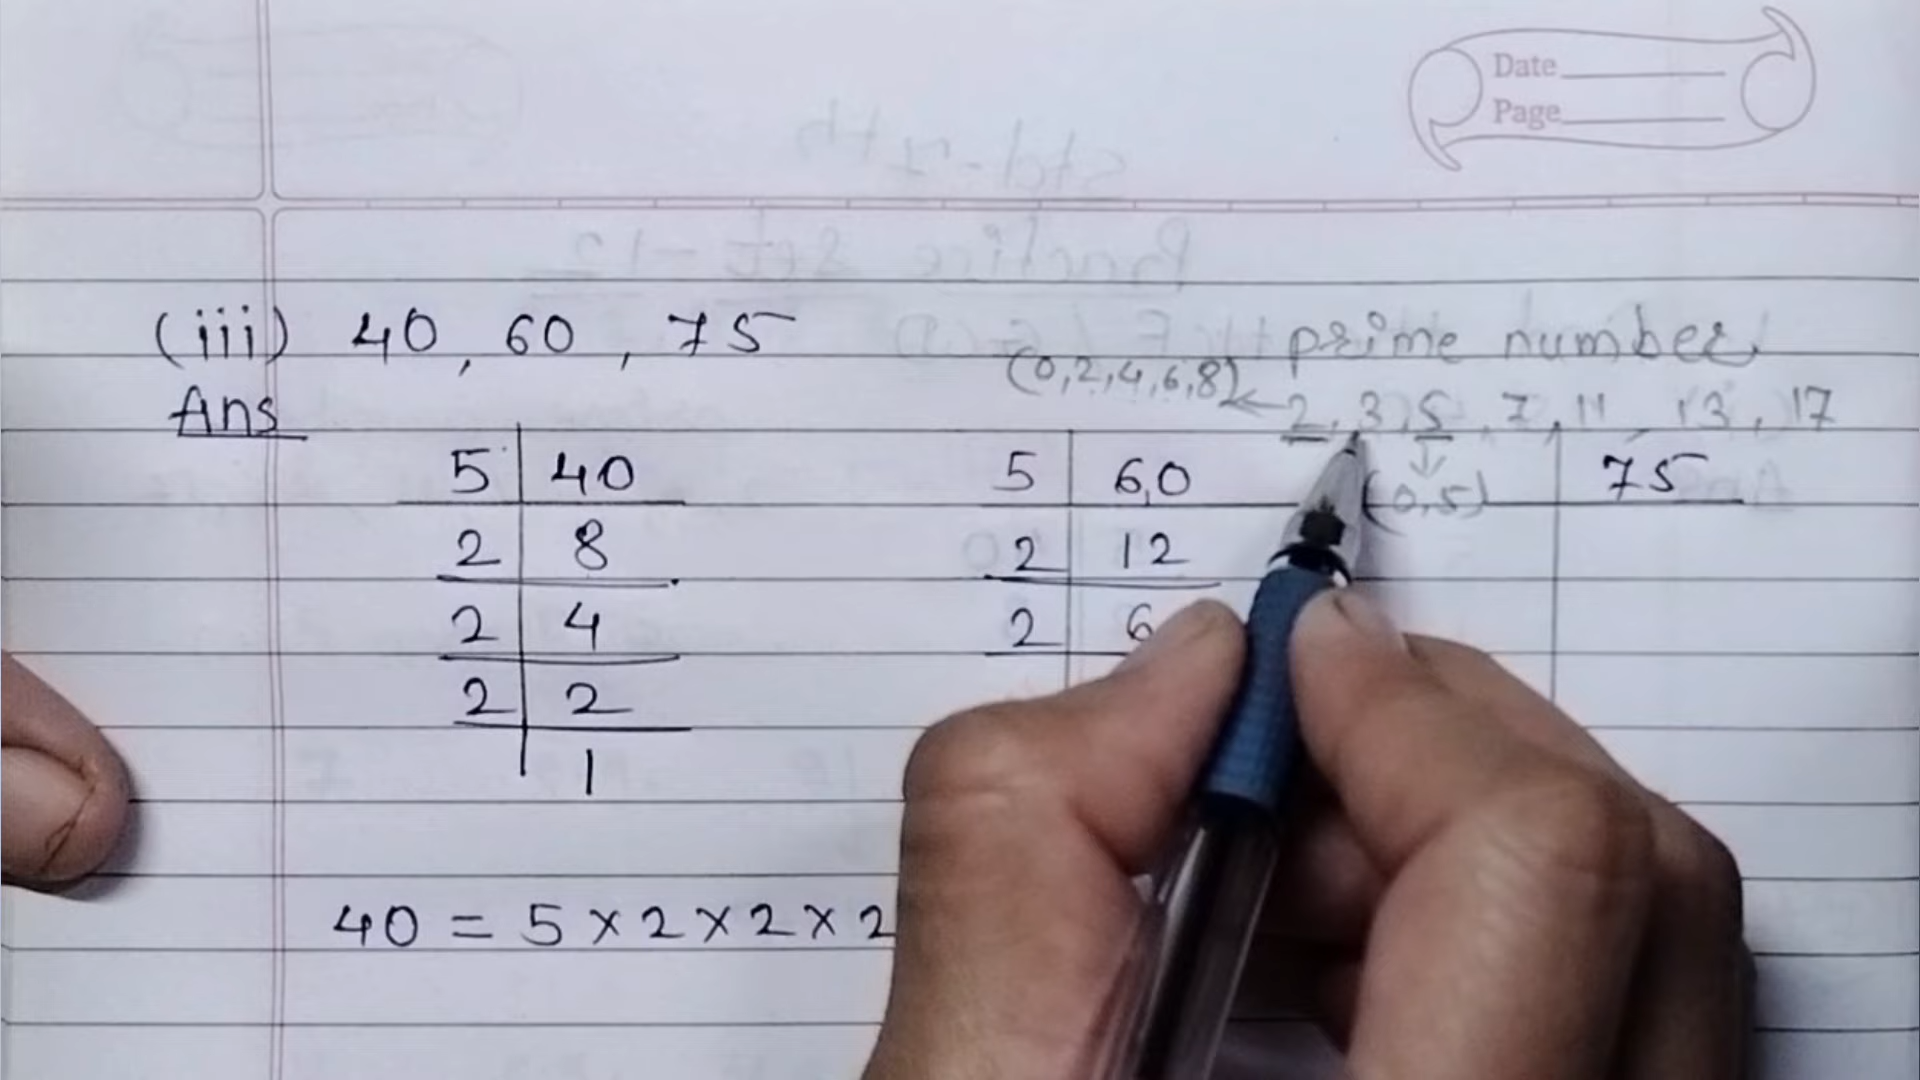 Date
Page
(iii) 40, 60, 75
prime number
Ans
(0,2,4,6,8) ← 2, 3, 5, 7, 11, 13, 17
↓
(0,5)
5 | 40
2 | 8
2 | 4
2 | 2
1
5 | 60
2 | 12
2 | 6
75
40 = 5 × 2 × 2 × 2